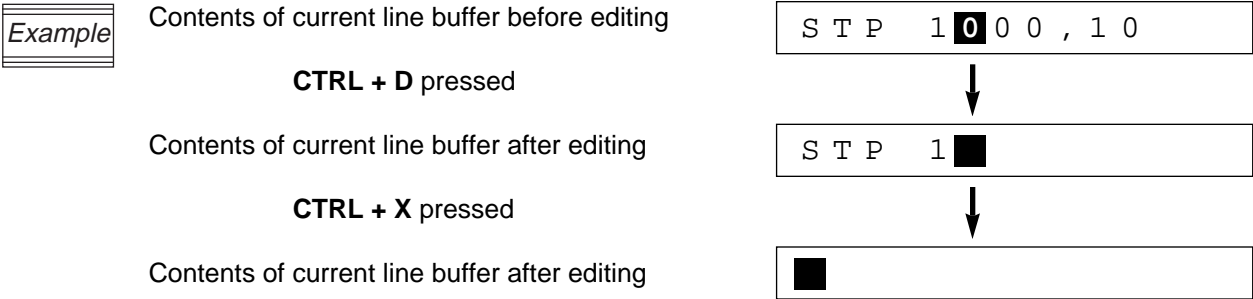 Example
Contents of current line buffer before editing
STP 1000,10
CTRL + D pressed
Contents of current line buffer after editing
STP 1
CTRL + X pressed
Contents of current line buffer after editing